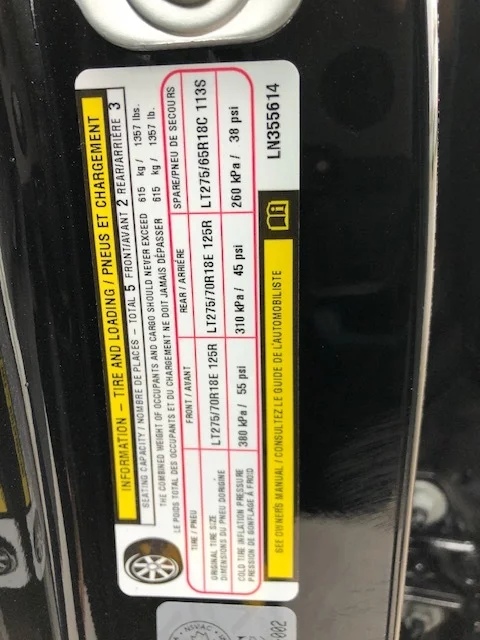 INFORMATION – TIRE AND LOADING / PNEUS ET CHARGEMENT
SEATING CAPACITY / NOMBRE DE PLACES – TOTAL 5 FRONT/AVANT 2 REAR/ARRIÈRE 3
THE COMBINED WEIGHT OF OCCUPANTS AND CARGO SHOULD NEVER EXCEED 615 kg / 1357 lbs.
LE POIDS TOTAL DES OCCUPANTS ET DU CHARGEMENT NE DOIT JAMAIS DÉPASSER 615 kg / 1357 lb.
TIRE / PNEU FRONT / AVANT REAR / ARRIÈRE SPARE/PNEU DE SECOURS
ORIGINAL TIRE SIZE
DIMENSIONS DU PNEU DORIGINE
LT275/70R18E 125R LT275/70R18E 125R LT275/65R18C 113S
COLD TIRE INFLATION PRESSURE
PRESSION DE GONFLAGE À FROID
380 kPa / 55 psi 310 kPa / 45 psi 260 kPa / 38 psi
SEE OWNERS MANUAL / CONSULTEZ LE GUIDE DE L'AUTOMOBILISTE
LN355614
002